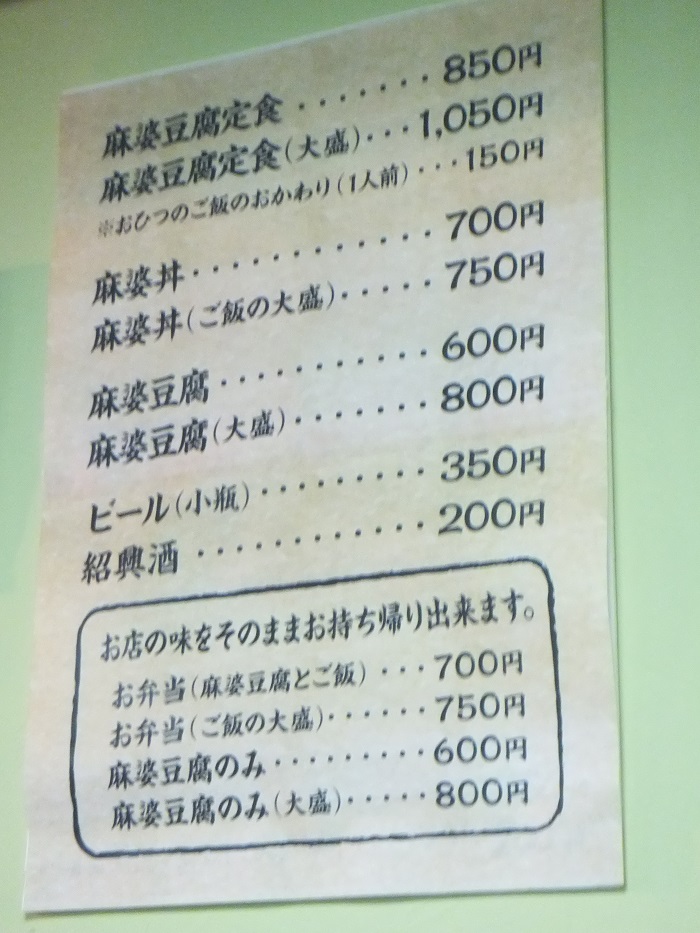 麻婆豆腐定食・・・・・・・850円
麻婆豆腐定食(大盛)・・・1,050円
※おひつのご飯のおかわり(1人前)・・・150円
麻婆丼・・・・・・・・・・・・700円
麻婆丼(ご飯の大盛)・・・・・750円
麻婆豆腐・・・・・・・・・・・600円
麻婆豆腐(大盛)・・・・・・・800円
ビール(小瓶)・・・・・・・・・350円
紹興酒・・・・・・・・・・・・200円
お店の味をそのままお持ち帰り出来ます。
お弁当(麻婆豆腐とご飯)・・・700円
お弁当(ご飯の大盛)・・・・・・750円
麻婆豆腐のみ・・・・・・・・・600円
麻婆豆腐のみ(大盛)・・・・・800円